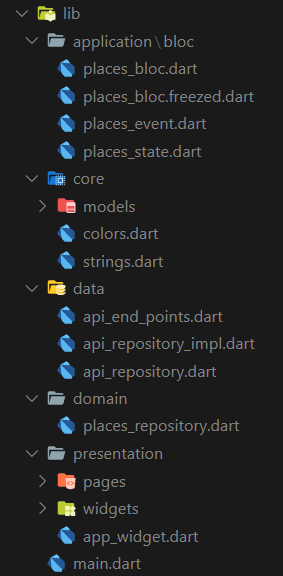 lib
application\bloc
places_bloc.dart
places_bloc.freezed.dart
places_event.dart
places_state.dart
core
models
colors.dart
strings.dart
data
api_end_points.dart
api_repository_impl.dart
api_repository.dart
domain
places_repository.dart
presentation
pages
widgets
app_widget.dart
main.dart